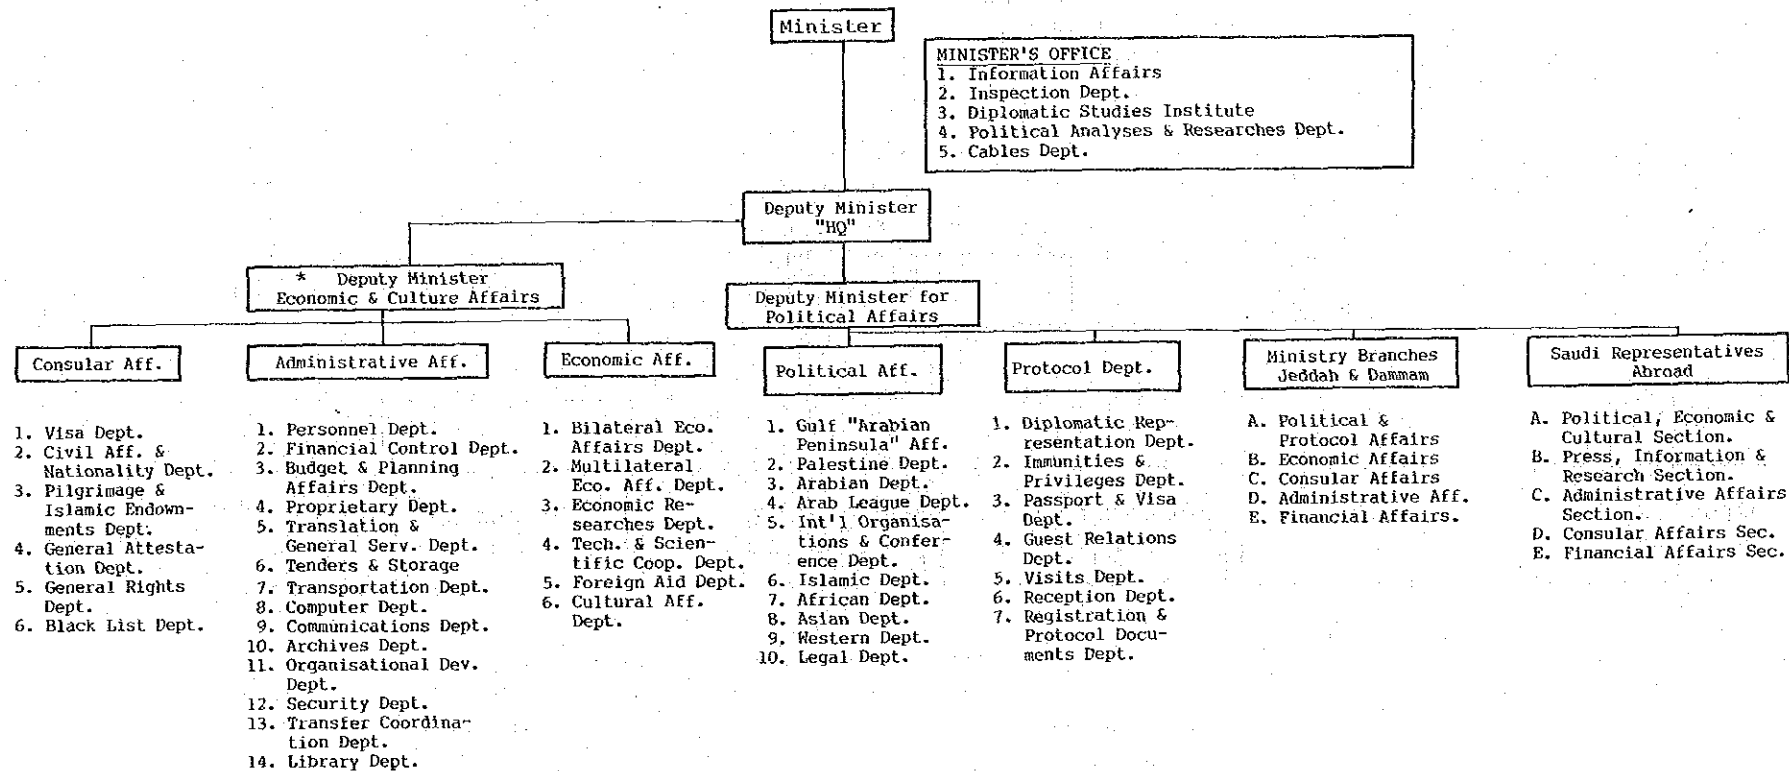 Minister
MINISTER'S OFFICE
1. Information Affairs
2. Inspection Dept.
3. Diplomatic Studies Institute
4. Political Analyses & Researches Dept.
5. Cables Dept.
Deputy Minister
"HQ"
* Deputy Minister
Economic & Culture Affairs
Deputy Minister for
Political Affairs
Consular Aff.
1. Visa Dept.
2. Civil Aff. &
Nationality Dept.
3. Pilgrimage &
Islamic Endown-
ments Dept.
4. General Attesta-
tion Dept.
5. General Rights
Dept.
6. Black List Dept.
Administrative Aff.
1. Personnel Dept.
2. Financial Control Dept.
3. Budget & Planning
Affairs Dept.
4. Proprietary Dept.
5. Translation &
General Serv. Dept.
6. Tenders & Storage
7. Transportation Dept.
8. Computer Dept.
9. Communications Dept.
10. Archives Dept.
11. Organisational Dev.
Dept.
12. Security Dept.
13. Transfer Coordina-
tion Dept.
14. Library Dept.
Economic Aff.
1. Bilateral Eco.
Affairs Dept.
2. Multilateral
Eco. Aff. Dept.
3. Economic Re-
searches Dept.
4. Tech. & Scien-
tific Coop. Dept.
5. Foreign Aid Dept.
6. Cultural Aff.
Dept.
Political Aff.
1. Gulf "Arabian
Peninsula" Aff.
2. Palestine Dept.
3. Arabian Dept.
4. Arab League Dept.
5. Int'l Organisa-
tions & Confer-
ence Dept.
6. Islamic Dept.
7. African Dept.
8. Asian Dept.
9. Western Dept.
10. Legal Dept.
Protocol Dept.
1. Diplomatic Rep-
resentation Dept.
2. Immunities &
Privileges Dept.
3. Passport & Visa
Dept.
4. Guest Relations
Dept.
5. Visits Dept.
6. Reception Dept.
7. Registration &
Protocol Docu-
ments Dept.
Ministry Branches
Jeddah & Dammam
A. Political &
Protocol Affairs
B. Economic Affairs
C. Consular Affairs
D. Administrative Aff.
E. Financial Affairs.
Saudi Representatives
Abroad
A. Political, Economic &
Cultural Section.
B. Press, Information &
Research Section.
C. Administrative Affairs
Section.
D. Consular Affairs Sec.
E. Financial Affairs Sec.